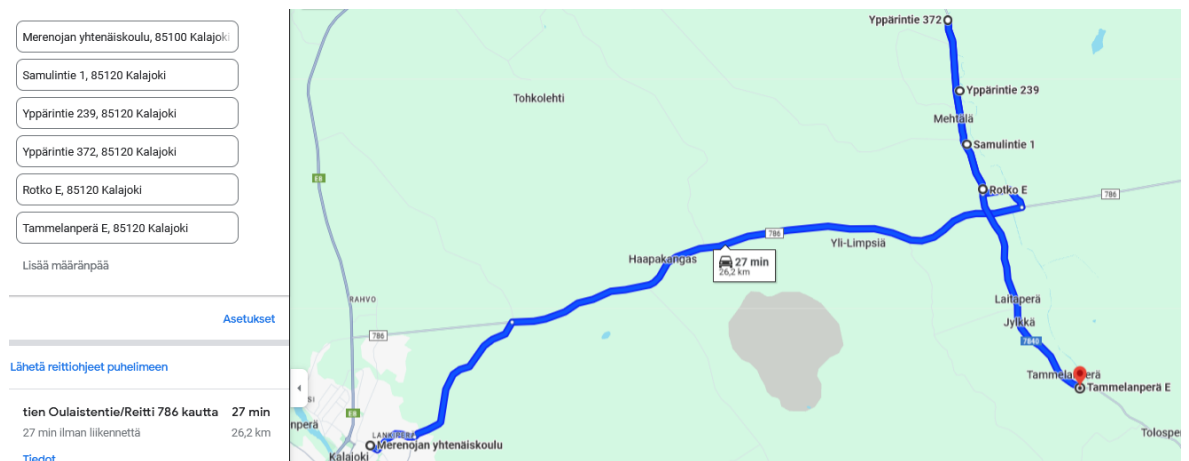 Merenojan yhtenäiskoulu, 85100 Kalajoki
Samulintie 1, 85120 Kalajoki
Yppärintie 239, 85120 Kalajoki
Yppärintie 372, 85120 Kalajoki
Rotko E, 85120 Kalajoki
Tammelanperä E, 85120 Kalajoki
Lisää määränpää
Asetukset
Lähetä reittiohjeet puhelimeen
tien Oulaistentie/Reitti 786 kautta 27 min
27 min ilman liikennettä 26,2 km
Tiedot
Yppärintie 372
Yppärintie 239
Tohkolehti
Mehtälä
Samulintie 1
E8
Rotko E
786
786
Yli-Limpsiä
Haapakangas
27 min
26,2 km
RAHVO
Laitaperä
Jylkkä
786
7840
Tammelanperä
Tammelanperä E
E8
nperä
Merenojan yhtenäiskoulu
Kalajoki